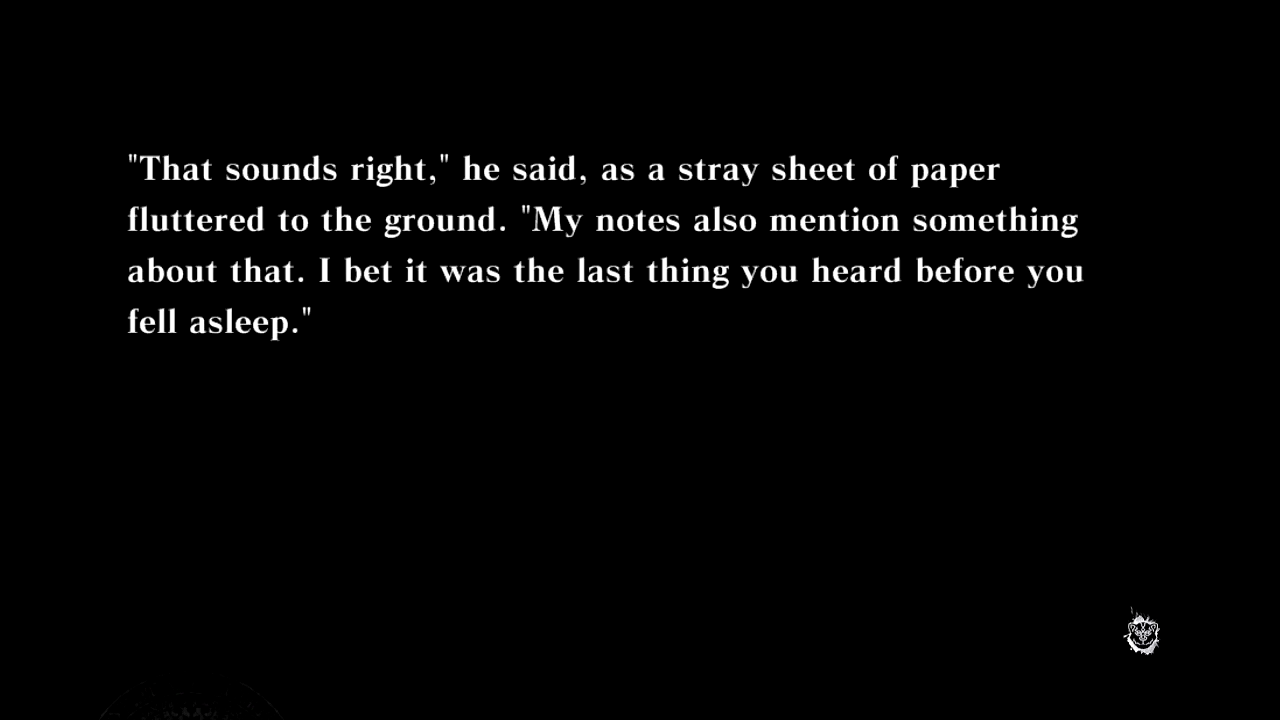 "That sounds right," he said, as a stray sheet of paper
fluttered to the ground. "My notes also mention something
about that. I bet it was the last thing you heard before you
fell asleep."